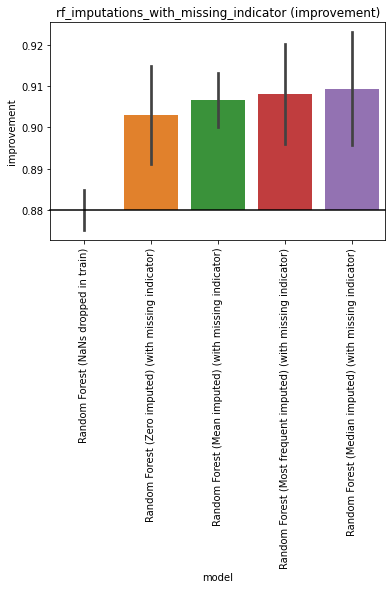 rf_imputations_with_missing_indicator (improvement)
improvement
0.92
0.91
0.90
0.89
0.88
Random Forest (NaNs dropped in train)
Random Forest (Zero imputed) (with missing indicator)
Random Forest (Mean imputed) (with missing indicator)
Random Forest (Most frequent imputed) (with missing indicator)
Random Forest (Median imputed) (with missing indicator)
model